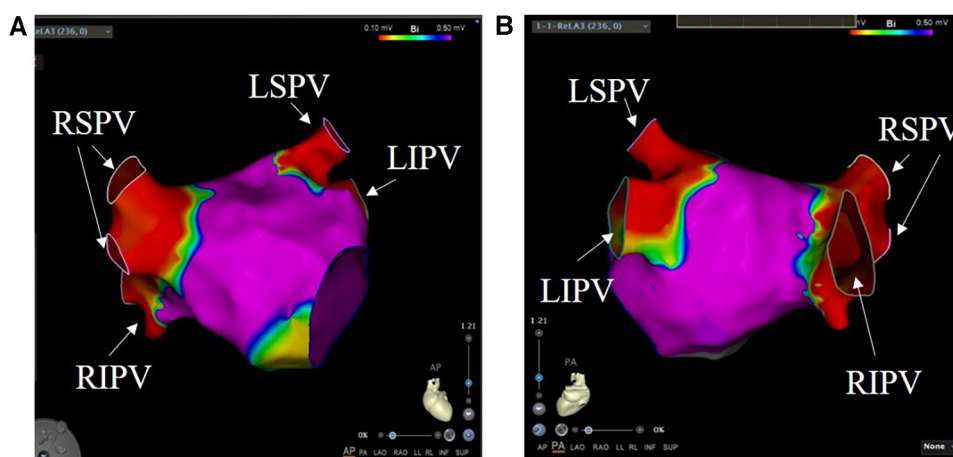 A
ReLA3 (236, 0)
0.10 mV Bi 0.50 mV
LSPV
RSPV
LIPV
RIPV
1.21
AP
0%
AP PA LAO RAO LL RL INF SUP
B
1-1-ReLA3 (236, 0)
Bi 0.50 mV
LSPV
RSPV
LIPV
RIPV
1.21
PA
0%
AP PA LAO RAO LL RL INF SUP
None